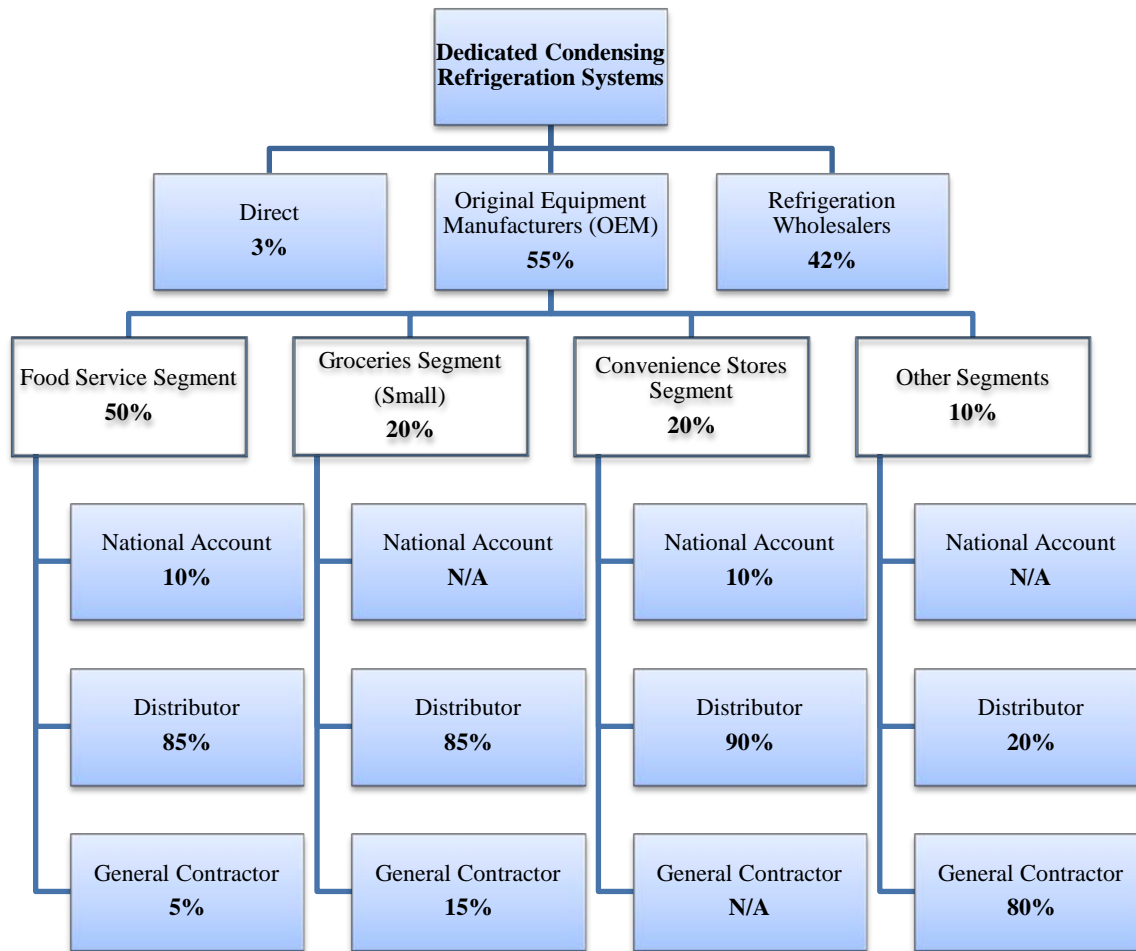 Dedicated Condensing
Refrigeration Systems
Direct
3%
Original Equipment
Manufacturers (OEM)
55%
Refrigeration
Wholesalers
42%
Food Service Segment
50%
Groceries Segment
(Small)
20%
Convenience Stores
Segment
20%
Other Segments
10%
National Account
10%
National Account
N/A
National Account
10%
National Account
N/A
Distributor
85%
Distributor
85%
Distributor
90%
Distributor
20%
General Contractor
5%
General Contractor
15%
General Contractor
N/A
General Contractor
80%